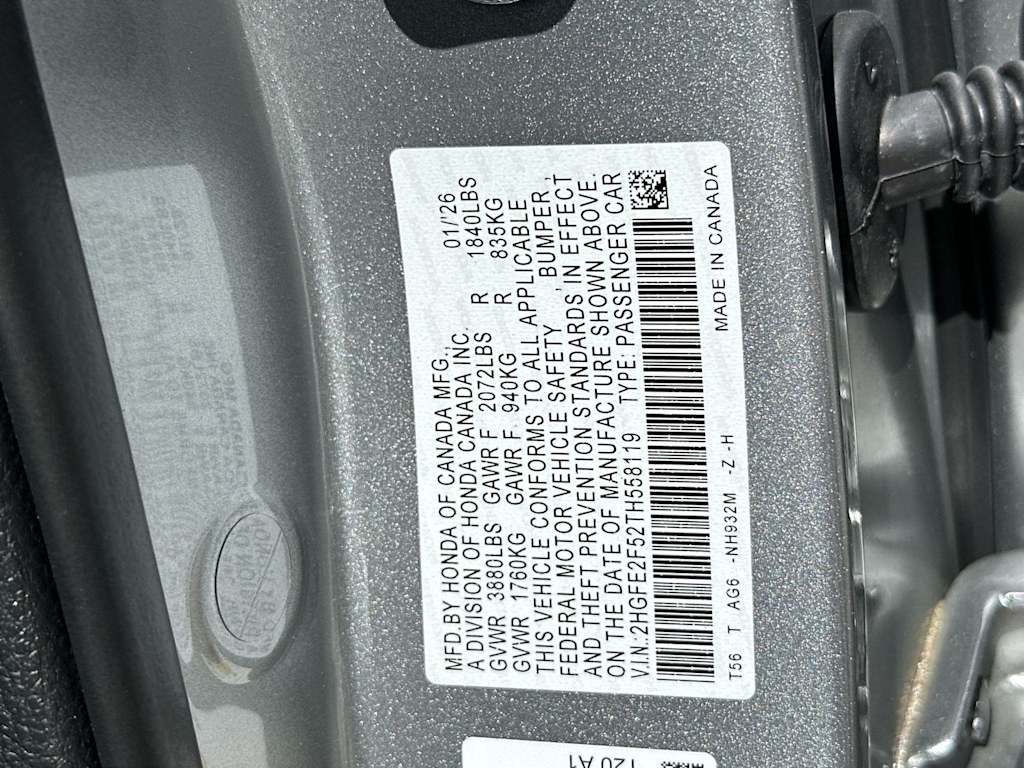 MFD.BY HONDA OF CANADA MFG.,
A DIVISION OF HONDA CANADA INC. 01/'26
GVWR 3880LBS GAWR F 2072LBS R 1840LBS
GVWR 1760KG GAWR F. 940KG R 835KG
THIS VEHICLE CONFORMS TO ALL APPLICABLE
FEDERAL MOTOR VEHICLE SAFETY , BUMPER ,
AND THEFT PREVENTION STANDARDS IN EFFECT
ON THE DATE OF MANUFACTURE SHOWN ABOVE.
V.I.N:2HGFE2F52TH558119 TYPE: PASSENGER CAR
T56 T AG6 -NH932M -Z -H MADE IN CANADA